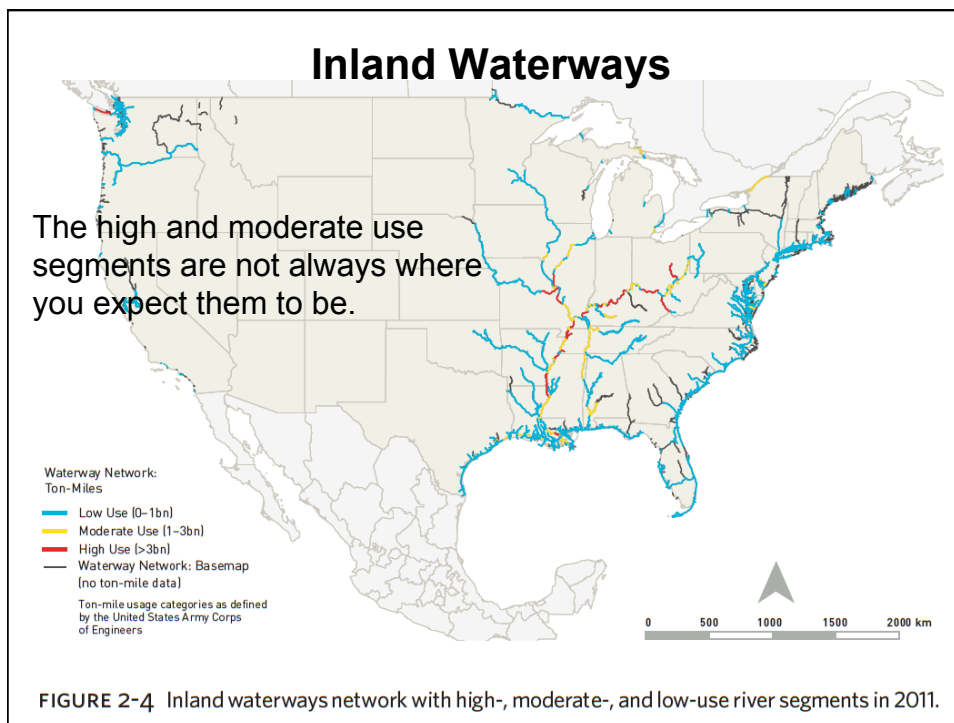 Inland Waterways
The high and moderate use
segments are not always where
you expect them to be.
Waterway Network:
Ton-Miles
Low Use (0–1bn)
Moderate Use (1–3bn)
High Use (>3bn)
Waterway Network: Basemap
(no ton-mile data)
Ton-mile usage categories as defined
by the United States Army Corps
of Engineers
0 500 1000 1500 2000 km
FIGURE 2-4 Inland waterways network with high-, moderate-, and low-use river segments in 2011.